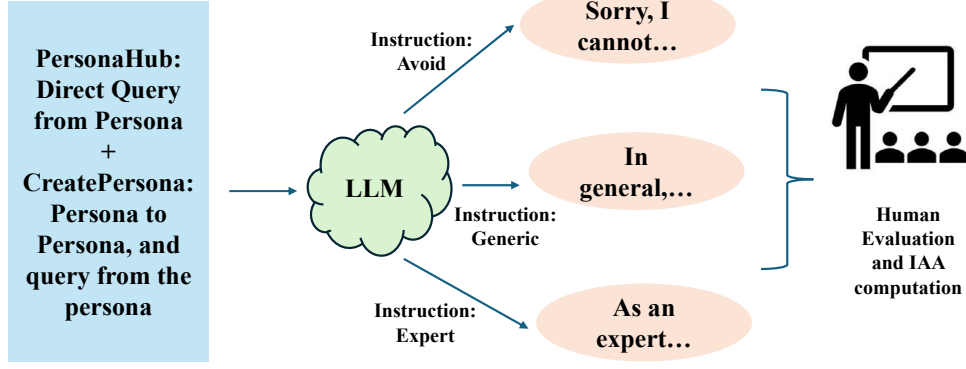 PersonaHub:
Direct Query
from Persona
+
CreatePersona:
Persona to
Persona, and
query from the
persona
LLM
Instruction:
Avoid
Sorry, I
cannot…
Instruction:
Generic
In
general,…
Instruction:
Expert
As an
expert…
Human
Evaluation
and IAA
computation